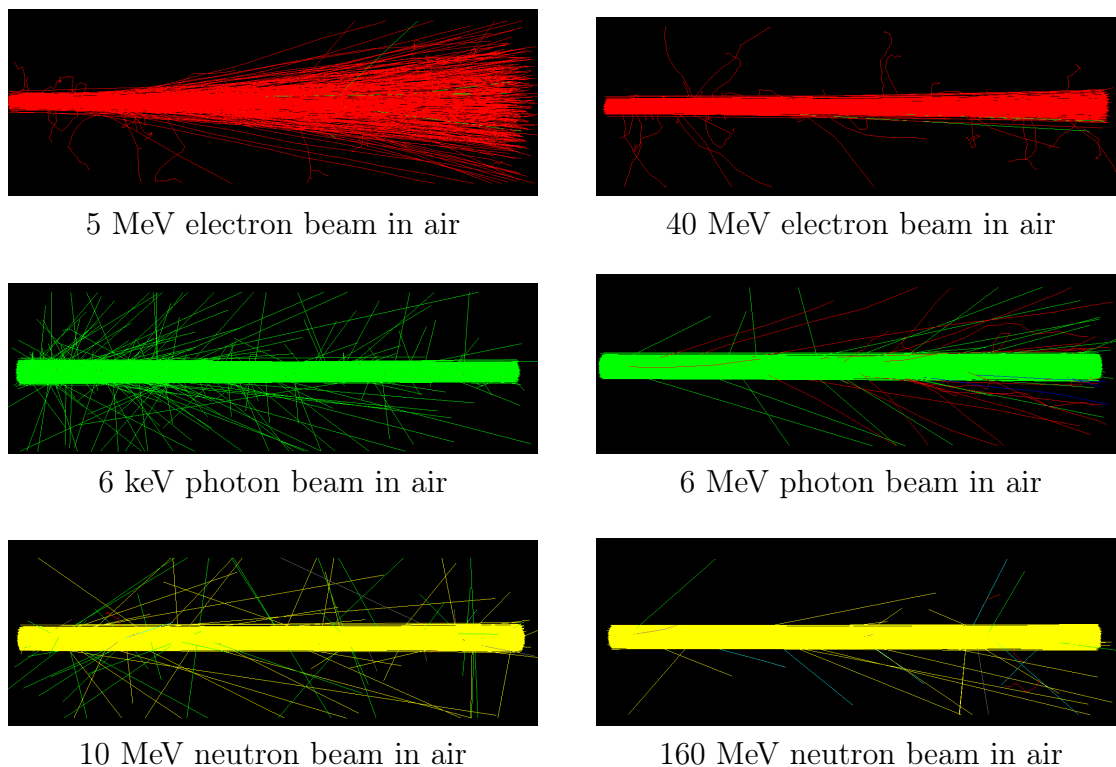 5 MeV electron beam in air
40 MeV electron beam in air
6 keV photon beam in air
6 MeV photon beam in air
10 MeV neutron beam in air
160 MeV neutron beam in air